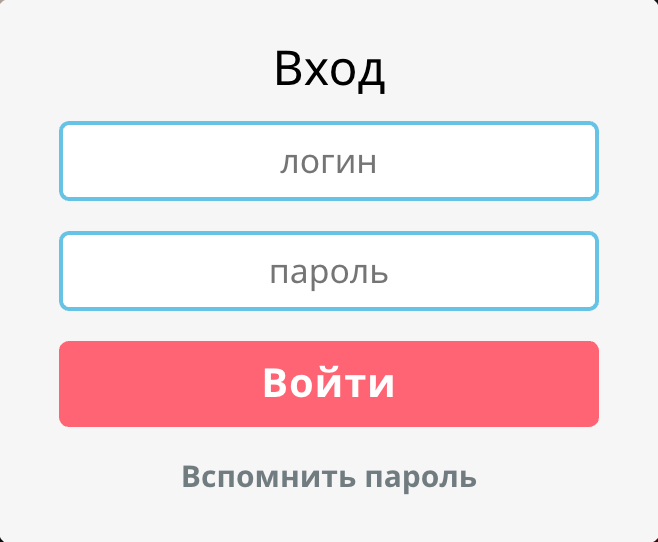 Вход
логин
пароль
Войти
Вспомнить пароль